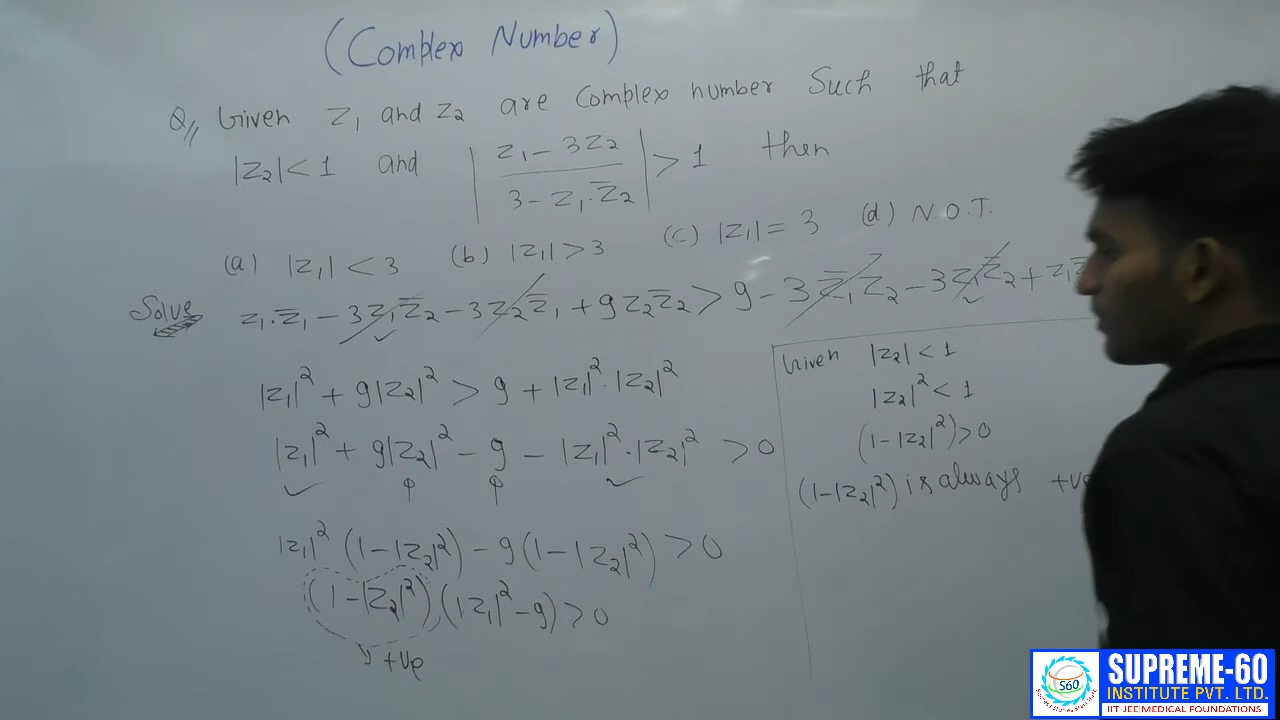 (Complex Number)
Q// Given z₁ and z₂ are complex number Such that
|z₂| < 1 and | z₁ - 3z₂ / 3 - z₁.z̄₂ | > 1 then
(a) |z₁| < 3 (b) |z₁| > 3 (c) |z₁| = 3 (d) N.O.T.
Solve z₁.z̄₁ - 3z₁z̄₂ - 3z₂z̄₁ + 9z₂z̄₂ > 9 - 3z̄₁z₂ - 3z₁z̄₂ + z₁z̄
|z₁|² + 9|z₂|² > 9 + |z₁|².|z₂|²
|z₁|² + 9|z₂|² - 9 - |z₁|².|z₂|² > 0
|z₁|² (1-|z₂|²) - 9(1-|z₂|²) > 0
(1-|z₂|²)(|z₁|²-9) > 0
+ve
Given |z₂| < 1
|z₂|² < 1
(1-|z₂|²) > 0
(1-|z₂|²) is always +ve
S60
SUPREME-60
INSTITUTE PVT. LTD.
IIT-JEE|MEDICAL FOUNDATIONS